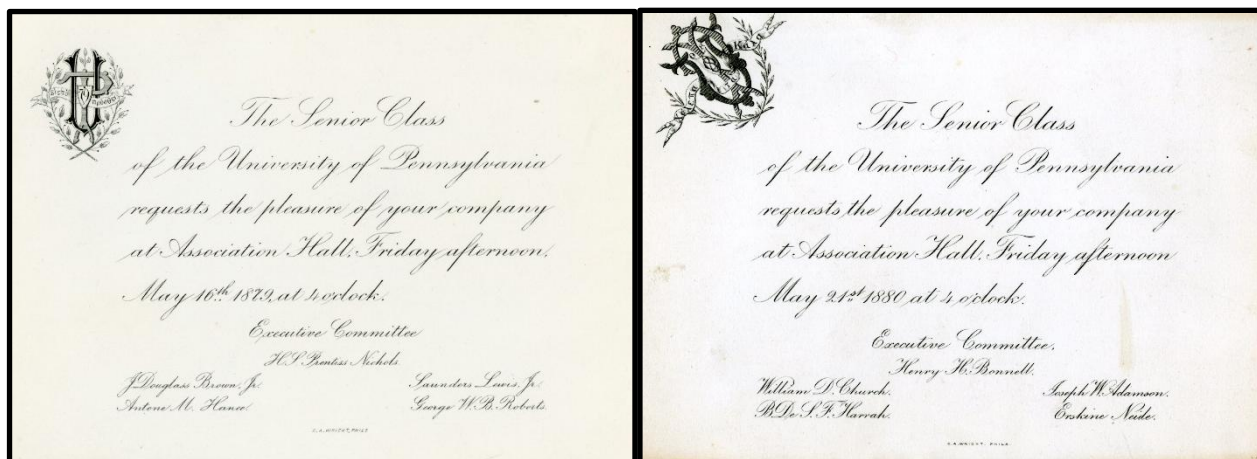 The Senior Class
of the University of Pennsylvania
requests the pleasure of your company
at Association Hall, Friday afternoon,
May 16th 1879, at 4 o'clock.
Executive Committee
H.S. Prentiss Nichols
J. Douglass Brown, Jr. Saunders Lewis, Jr.
George W. B. Roberts.
The Senior Class
of the University of Pennsylvania
requests the pleasure of your company
at Association Hall, Friday afternoon
May 21st 1880 at 4 o'clock.
Executive Committee,
Henry H. Bonnell.
William D. Church. Joseph W. Adamson.
B. De S. F. Harrah. Erskine Neide.